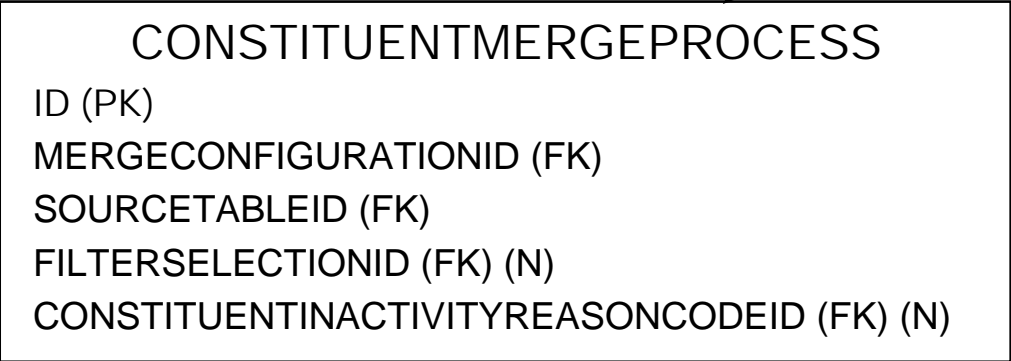 CONSTITUENTMERGEPROCESS
ID (PK)
MERGECONFIGURATIONID (FK)
SOURCETABLEID (FK)
FILTERSELECTIONID (FK) (N)
CONSTITUENTINACTIVITYREASONCODEID (FK) (N)